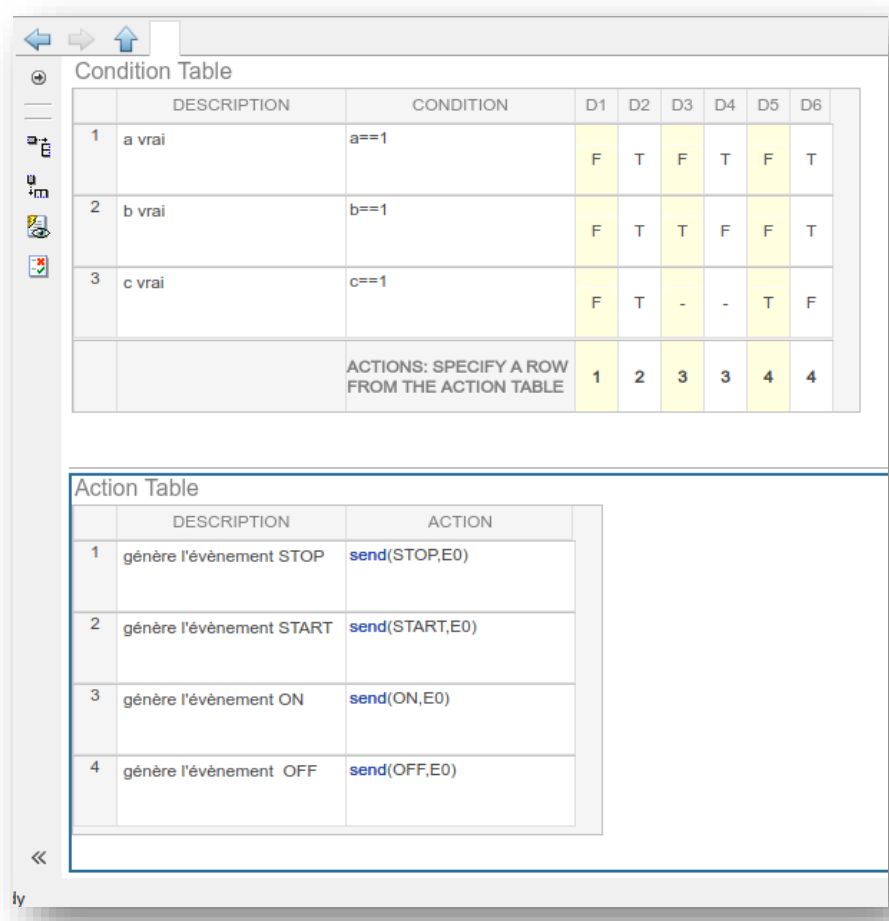 Condition Table
DESCRIPTION CONDITION D1 D2 D3 D4 D5 D6
1 a vrai a==1 F T F T F T
2 b vrai b==1 F T T F F T
3 c vrai c==1 F T - - T F
ACTIONS: SPECIFY A ROW
FROM THE ACTION TABLE 1 2 3 3 4 4
Action Table
DESCRIPTION ACTION
1 génère l'évènement STOP send(STOP,E0)
2 génère l'évènement START send(START,E0)
3 génère l'évènement ON send(ON,E0)
4 génère l'évènement OFF send(OFF,E0)
dy